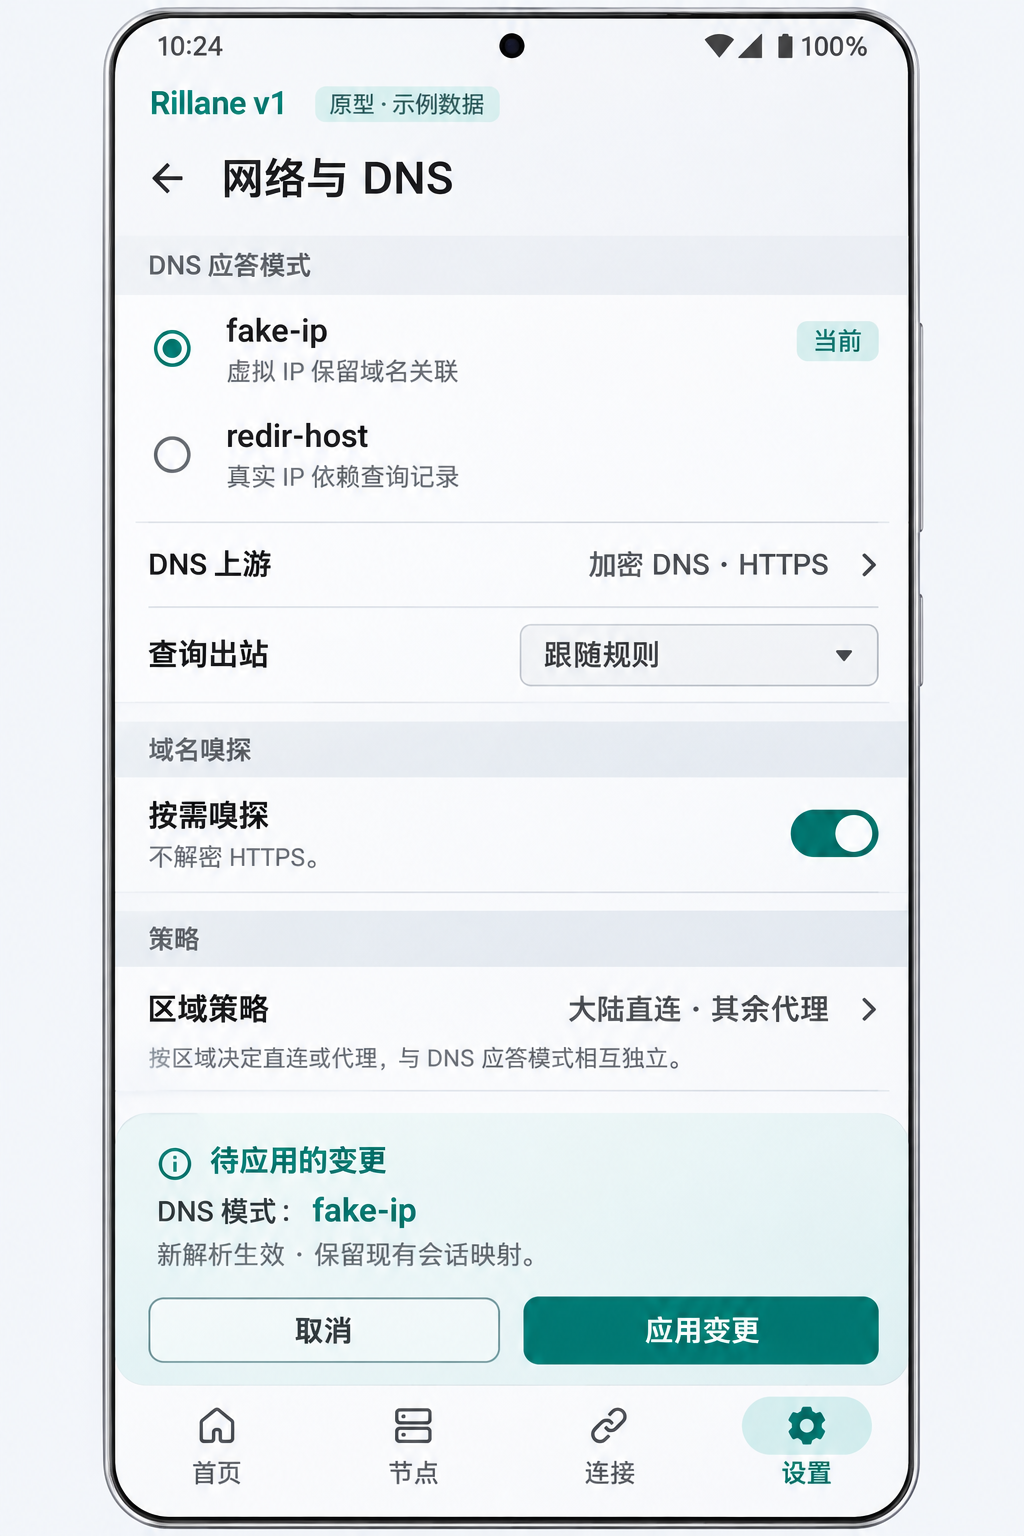 10:24 100%
Rillane v1 原型·示例数据
网络与 DNS
DNS 应答模式
fake-ip 当前
虚拟 IP 保留域名关联
redir-host
真实 IP 依赖查询记录
DNS 上游 加密 DNS · HTTPS
查询出站 跟随规则
域名嗅探
按需嗅探
不解密 HTTPS。
策略
区域策略 大陆直连 · 其余代理
按区域决定直连或代理，与 DNS 应答模式相互独立。
待应用的变更
DNS 模式： fake-ip
新解析生效 · 保留现有会话映射。
取消 应用变更
首页 节点 连接 设置